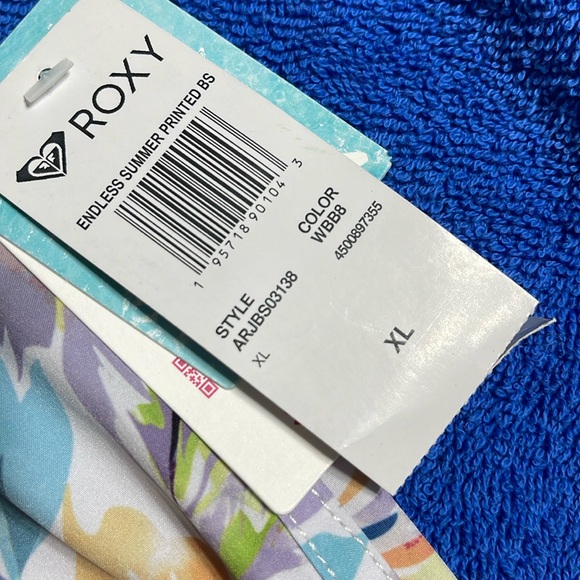 ROXY
ENDLESS SUMMER PRINTED BS
1 95718 90104 3
STYLE
ARJBS03138
XL
COLOR
WBB8
4500897355
XL